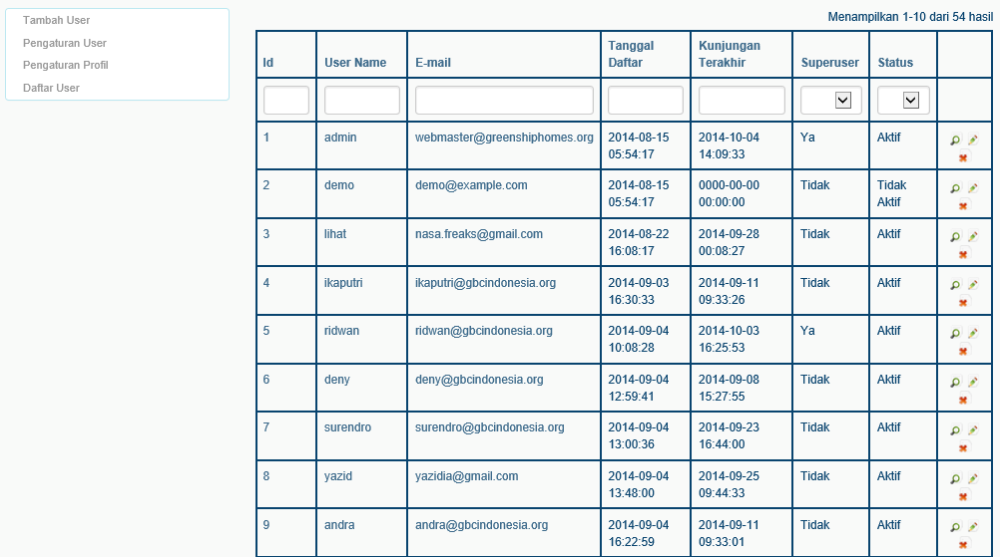 Tambah User
Pengaturan User
Pengaturan Profil
Daftar User
Menampilkan 1-10 dari 54 hasil
Id User Name E-mail Tanggal Daftar Kunjungan Terakhir Superuser Status
1 admin webmaster@greenshiphomes.org 2014-08-15 05:54:17 2014-10-04 14:09:33 Ya Aktif
2 demo demo@example.com 2014-08-15 05:54:17 0000-00-00 00:00:00 Tidak Tidak Aktif
3 lihat nasa.freaks@gmail.com 2014-08-22 16:08:17 2014-09-28 00:08:27 Tidak Aktif
4 ikaputri ikaputri@gbcindonesia.org 2014-09-03 16:30:33 2014-09-11 09:33:26 Tidak Aktif
5 ridwan ridwan@gbcindonesia.org 2014-09-04 10:08:28 2014-10-03 16:25:53 Ya Aktif
6 deny deny@gbcindonesia.org 2014-09-04 12:59:41 2014-09-08 15:27:55 Tidak Aktif
7 surendro surendro@gbcindonesia.org 2014-09-04 13:00:36 2014-09-23 16:44:00 Tidak Aktif
8 yazid yazidia@gmail.com 2014-09-04 13:48:00 2014-09-25 09:44:33 Tidak Aktif
9 andra andra@gbcindonesia.org 2014-09-04 16:22:59 2014-09-11 09:33:01 Tidak Aktif